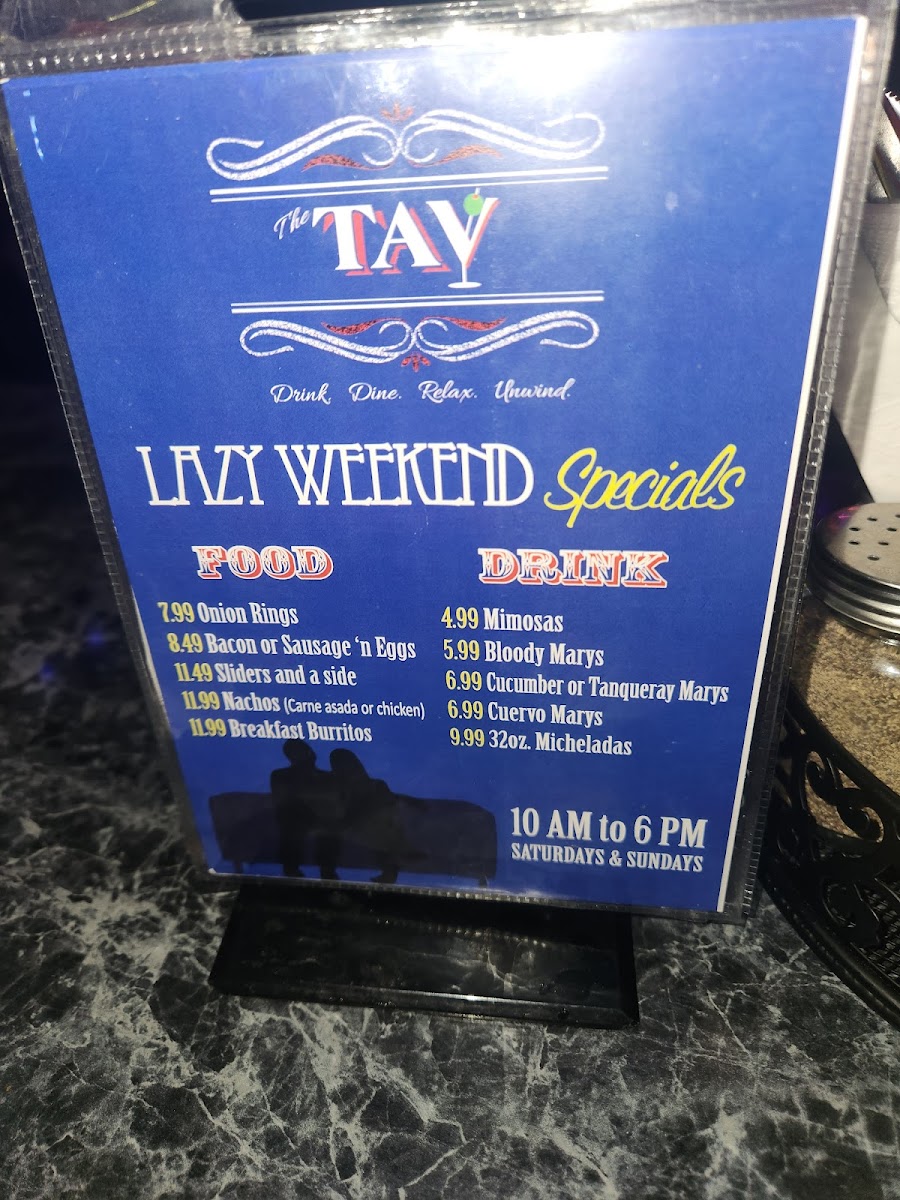 The TAV
Drink. Dine. Relax. Unwind.
LAZY WEEKEND Specials
FOOD
7.99 Onion Rings
8.49 Bacon or Sausage ‘n Eggs
11.49 Sliders and a side
11.99 Nachos (Carne asada or chicken)
11.99 Breakfast Burritos
DRINK
4.99 Mimosas
5.99 Bloody Marys
6.99 Cucumber or Tanqueray Marys
6.99 Cuervo Marys
9.99 32oz. Micheladas
10 AM to 6 PM
SATURDAYS & SUNDAYS